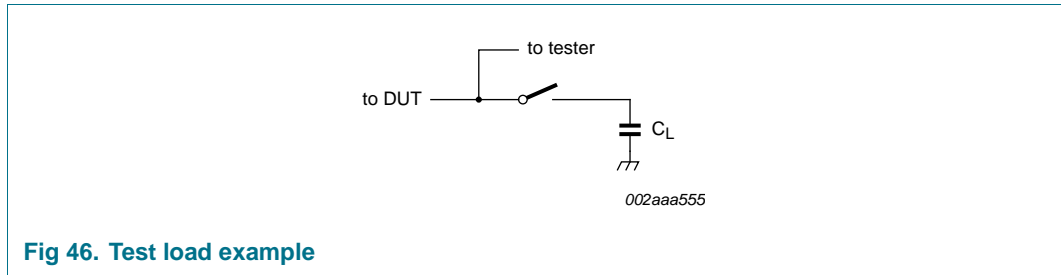 to tester
to DUT
CL
002aaa555
Fig 46. Test load example